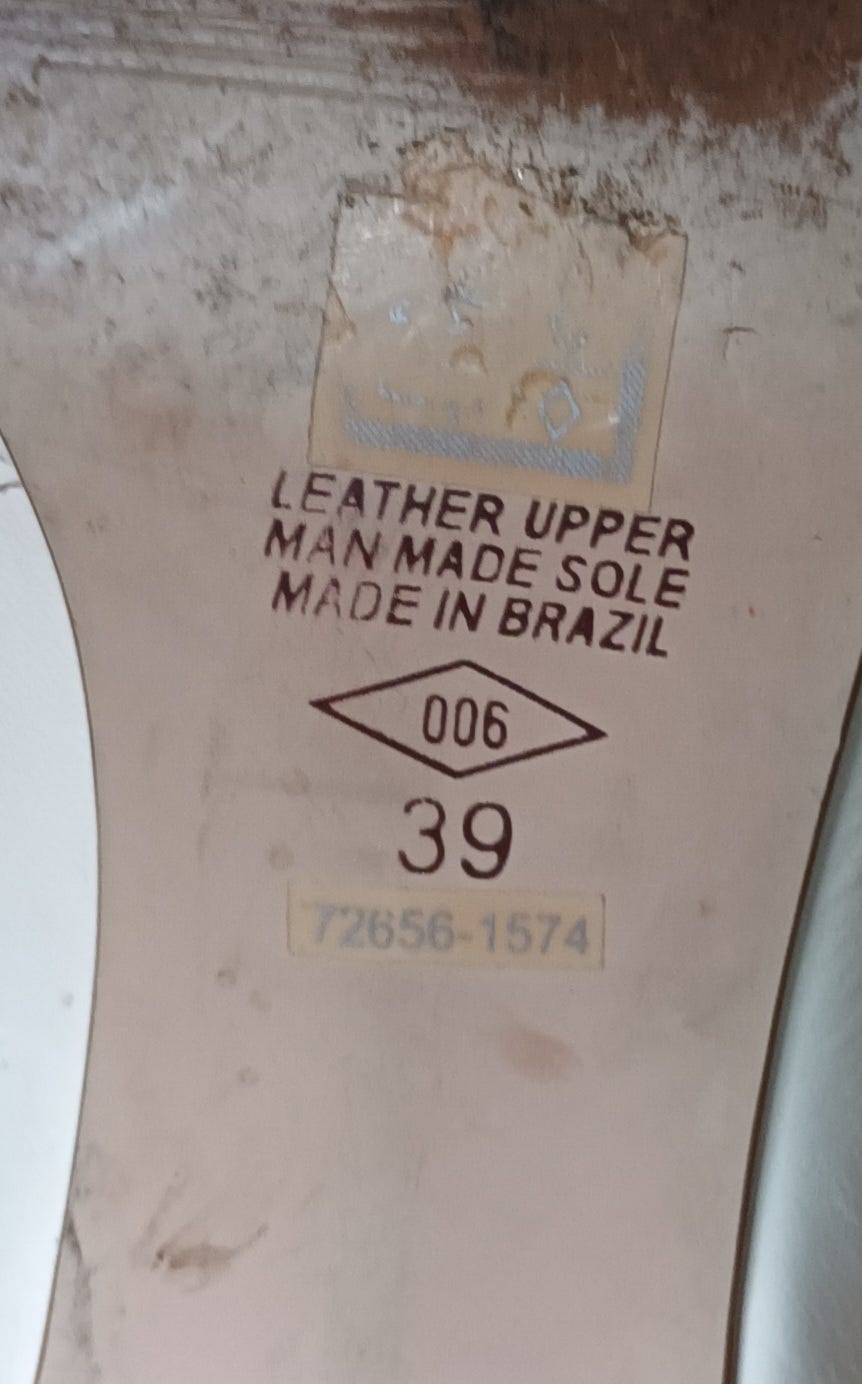 LEATHER UPPER
MAN MADE SOLE
MADE IN BRAZIL
006
39
72656-1574